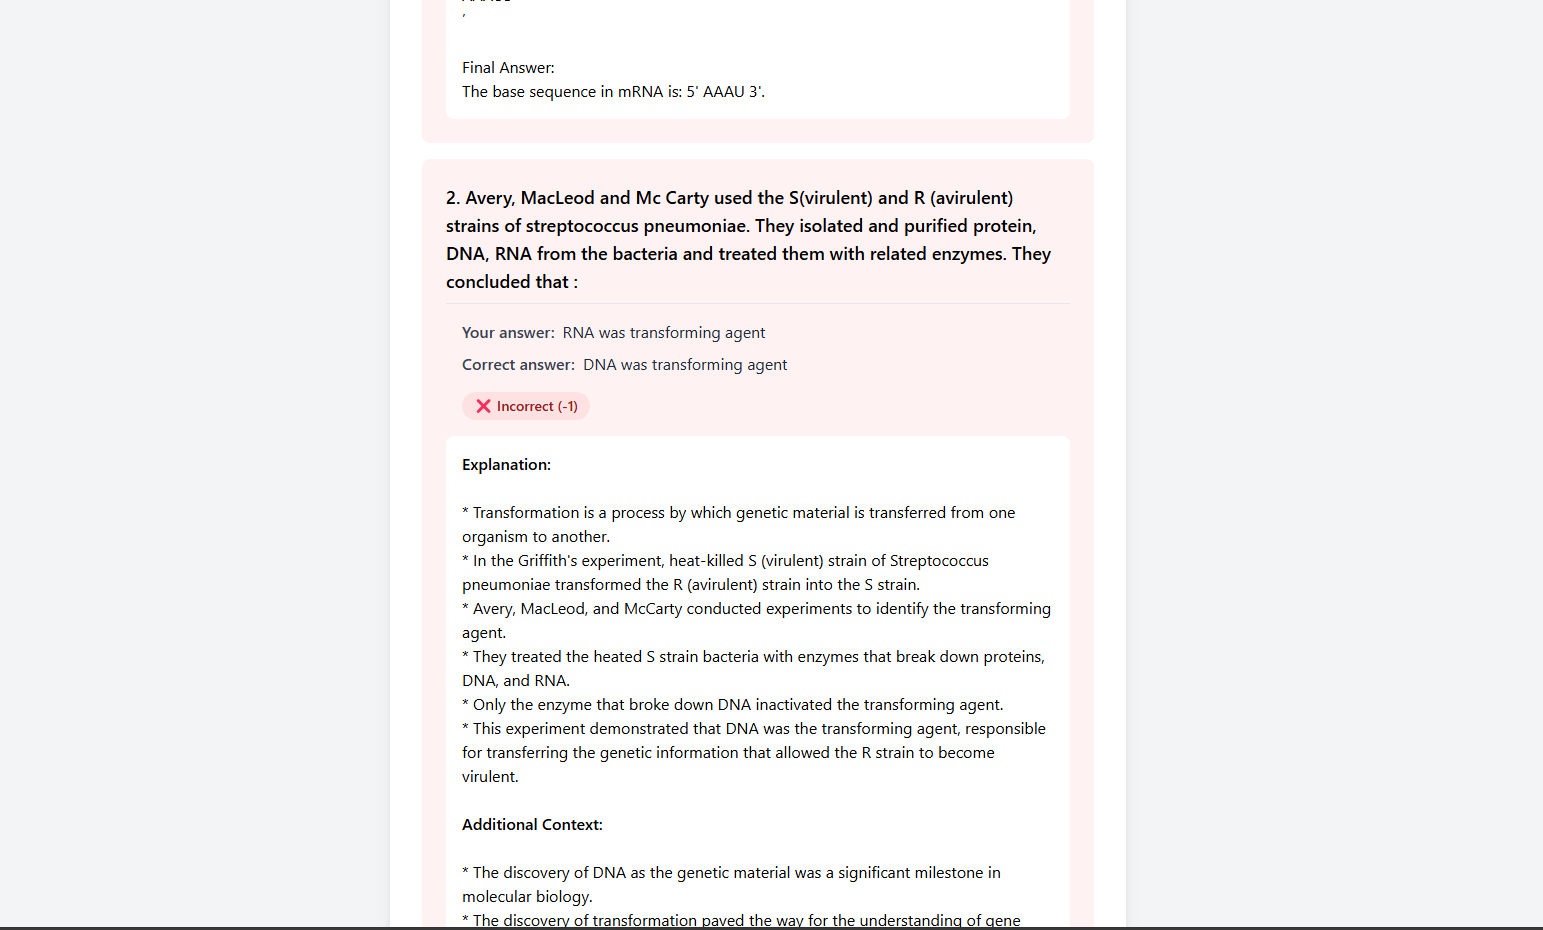 ,
Final Answer:
The base sequence in mRNA is: 5' AAAU 3'.
2. Avery, MacLeod and Mc Carty used the S(virulent) and R (avirulent)
strains of streptococcus pneumoniae. They isolated and purified protein,
DNA, RNA from the bacteria and treated them with related enzymes. They
concluded that :
Your answer: RNA was transforming agent
Correct answer: DNA was transforming agent
❌ Incorrect (-1)
Explanation:
* Transformation is a process by which genetic material is transferred from one
organism to another.
* In the Griffith's experiment, heat-killed S (virulent) strain of Streptococcus
pneumoniae transformed the R (avirulent) strain into the S strain.
* Avery, MacLeod, and McCarty conducted experiments to identify the transforming
agent.
* They treated the heated S strain bacteria with enzymes that break down proteins,
DNA, and RNA.
* Only the enzyme that broke down DNA inactivated the transforming agent.
* This experiment demonstrated that DNA was the transforming agent, responsible
for transferring the genetic information that allowed the R strain to become
virulent.
Additional Context:
* The discovery of DNA as the genetic material was a significant milestone in
molecular biology.
* The discovery of transformation paved the way for the understanding of gene